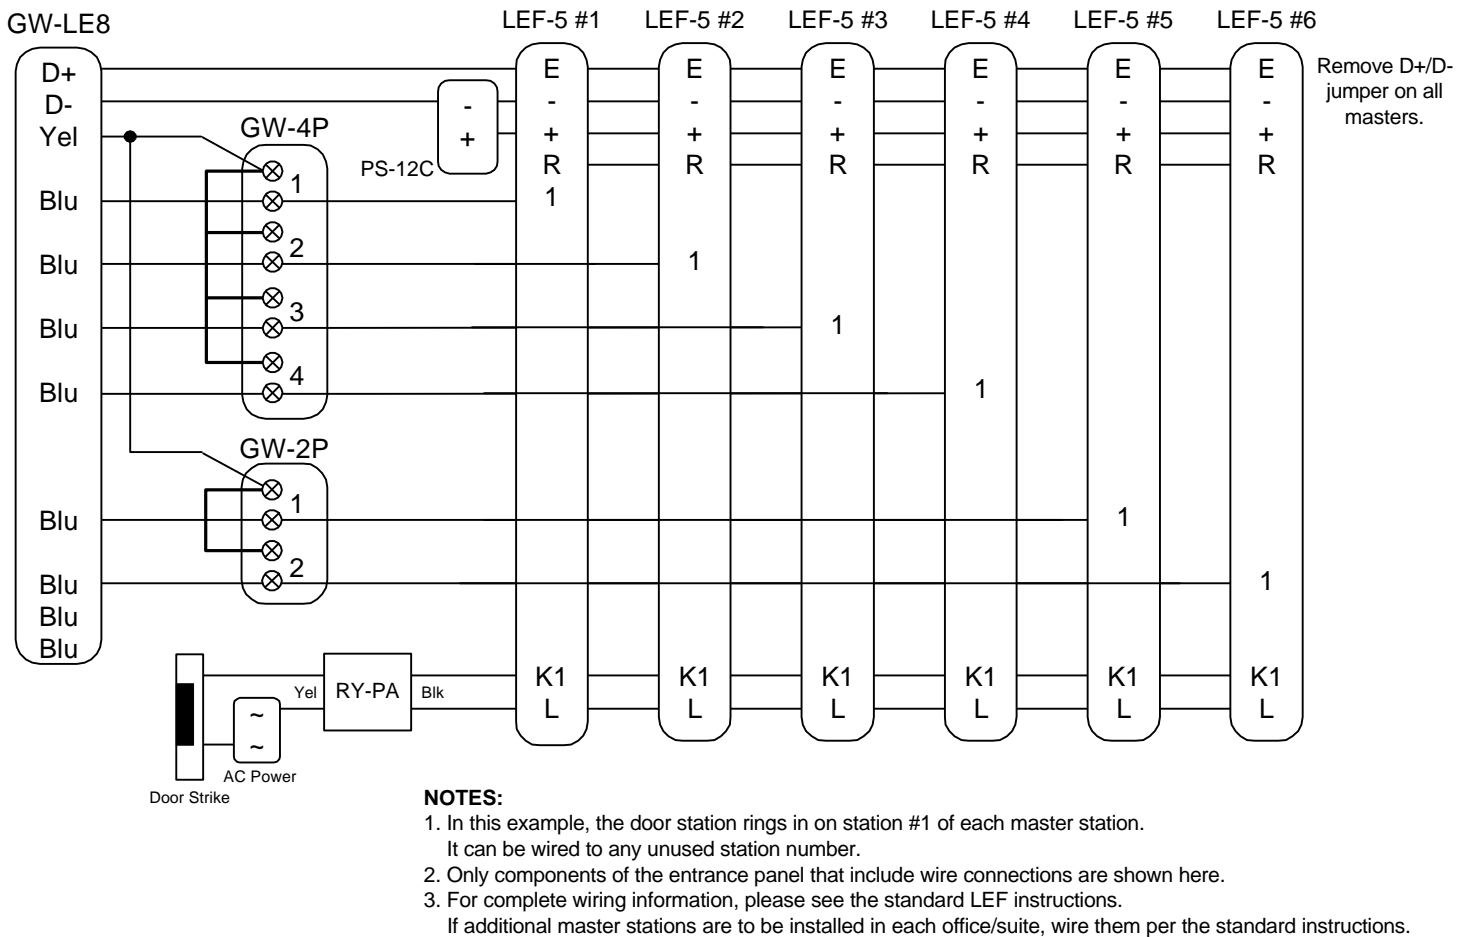 GW-LE8
LEF-5 #1 LEF-5 #2 LEF-5 #3 LEF-5 #4 LEF-5 #5 LEF-5 #6
D+ E E E E E E
Remove D+/D-
jumper on all
masters.
D- - - - - - - -
Yel + + + + + + +
GW-4P
PS-12C R R R R R R
1
Blu 1
2
Blu 1
3
Blu 1
4
Blu 1
GW-2P
1
Blu 1
2
Blu 1
Blu
Blu
Yel RY-PA Blk K1 K1 K1 K1 K1 K1
~ L L L L L L
~
AC Power
Door Strike
NOTES:
1. In this example, the door station rings in on station #1 of each master station.
It can be wired to any unused station number.
2. Only components of the entrance panel that include wire connections are shown here.
3. For complete wiring information, please see the standard LEF instructions.
If additional master stations are to be installed in each office/suite, wire them per the standard instructions.